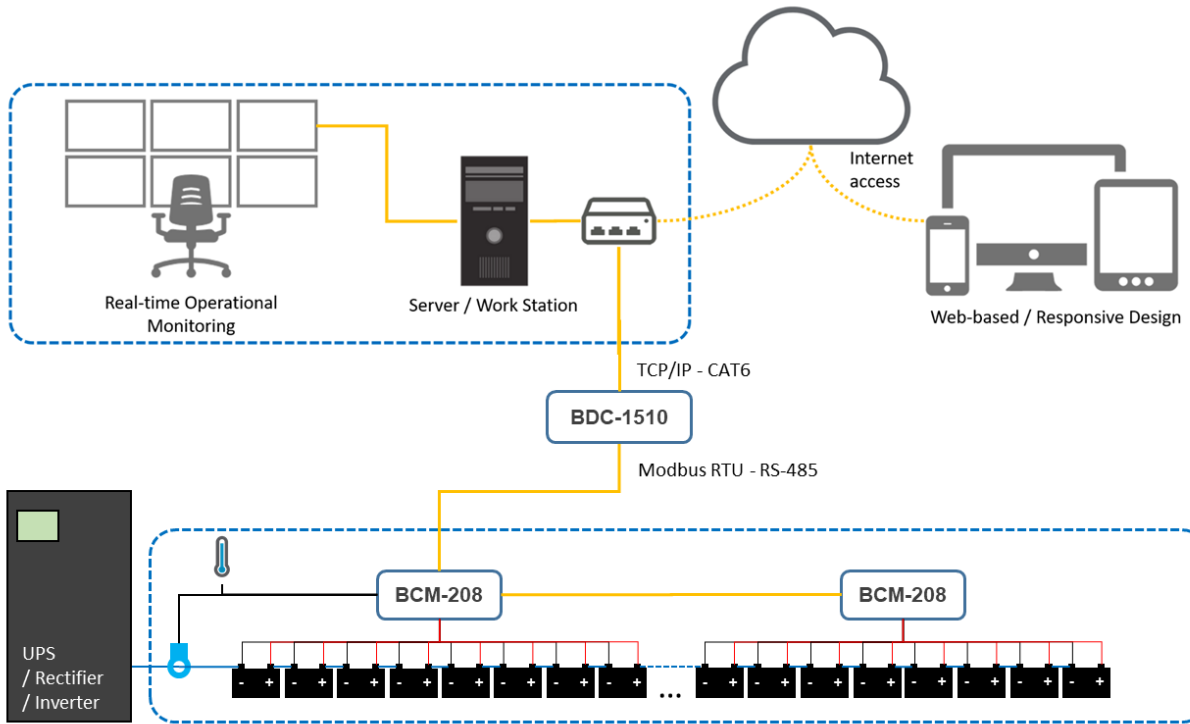 Internet
access
Real-time Operational
Monitoring
Server / Work Station
Web-based / Responsive Design
TCP/IP - CAT6
BDC-1510
Modbus RTU - RS-485
BCM-208
BCM-208
UPS
/ Rectifier
/ Inverter
- + - + - + - + - + - + - + - + ... - + - + - + - + - + - + - + - +